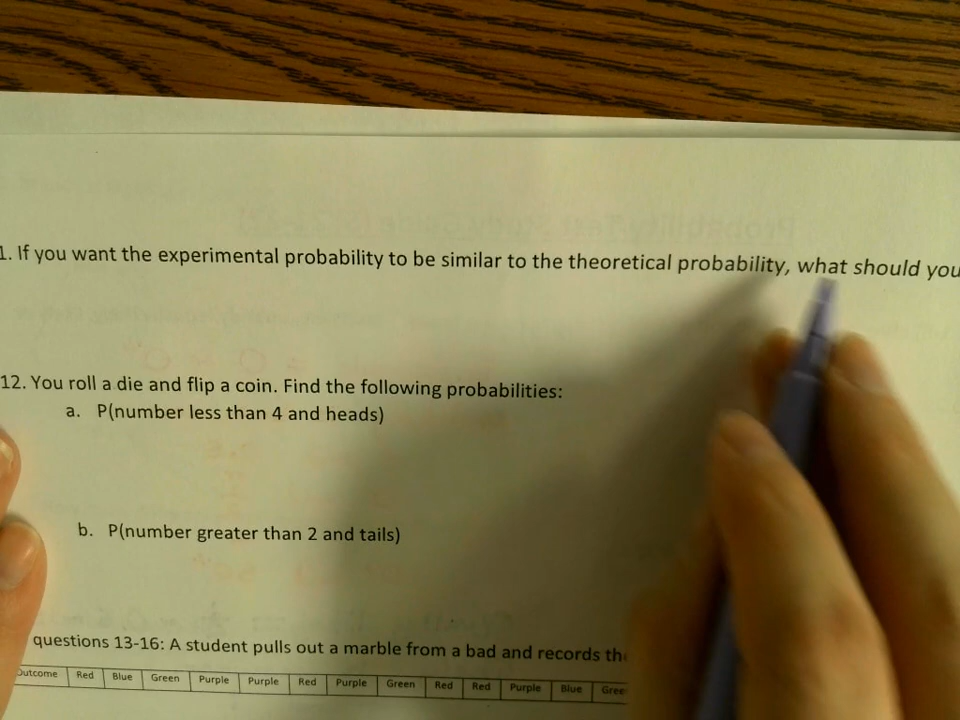 1. If you want the experimental probability to be similar to the theoretical probability, what should you
12. You roll a die and flip a coin. Find the following probabilities:
a. P(number less than 4 and heads)
b. P(number greater than 2 and tails)
questions 13-16: A student pulls out a marble from a bad and records
Outcome Red Blue Green Purple Purple Red Purple Green Red Red Purple Blue